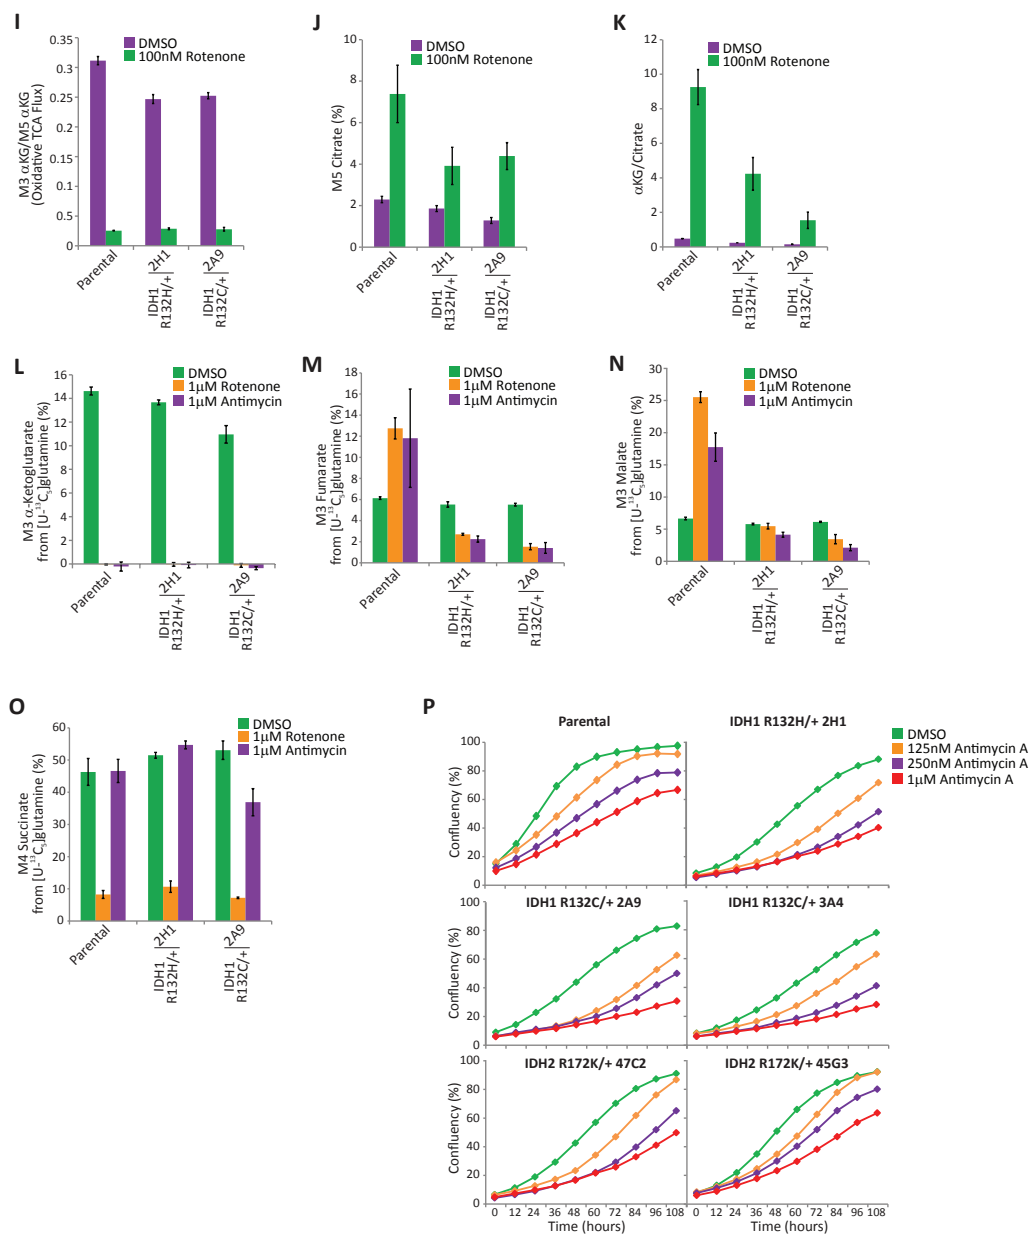 I
DMSO
100nM Rotenone
M3 αKG/M5 αKG
(Oxidative TCA Flux)
0.35
0.3
0.25
0.2
0.15
0.1
0.05
0
Parental
2H1
IDH1
R132H/+
2A9
IDH1
R132C/+
J
DMSO
100nM Rotenone
M5 Citrate (%)
10
8
6
4
2
0
Parental
2H1
IDH1
R132H/+
2A9
IDH1
R132C/+
K
DMSO
100nM Rotenone
αKG/Citrate
12
10
8
6
4
2
0
Parental
2H1
IDH1
R132H/+
2A9
IDH1
R132C/+
L
DMSO
1μM Rotenone
1μM Antimycin
M3 α-Ketoglutarate
from [U-¹³C₅]glutamine (%)
16
14
12
10
8
6
4
2
0
-2
Parental
2H1
IDH1
R132H/+
2A9
IDH1
R132C/+
M
DMSO
1μM Rotenone
1μM Antimycin
M3 Fumarate
from [U-¹³C₅]glutamine (%)
18
16
14
12
10
8
6
4
2
0
Parental
2H1
IDH1
R132H/+
2A9
IDH1
R132C/+
N
DMSO
1μM Rotenone
1μM Antimycin
M3 Malate
from [U-¹³C₅]glutamine (%)
30
25
20
15
10
5
0
Parental
2H1
IDH1
R132H/+
2A9
IDH1
R132C/+
O
DMSO
1μM Rotenone
1μM Antimycin
M4 Succinate
from [U-¹³C₅]glutamine (%)
60
50
40
30
20
10
0
Parental
2H1
IDH1
R132H/+
2A9
IDH1
R132C/+
P
Parental
IDH1 R132H/+ 2H1
DMSO
125nM Antimycin A
250nM Antimycin A
1μM Antimycin A
Confluency (%)
100
80
60
40
20
0
IDH1 R132C/+ 2A9
IDH1 R132C/+ 3A4
Confluency (%)
100
80
60
40
20
0
IDH2 R172K/+ 47C2
IDH2 R172K/+ 45G3
Confluency (%)
100
80
60
40
20
0
0 12 24 36 48 60 72 84 96 108
0 12 24 36 48 60 72 84 96 108
Time (hours)
Time (hours)